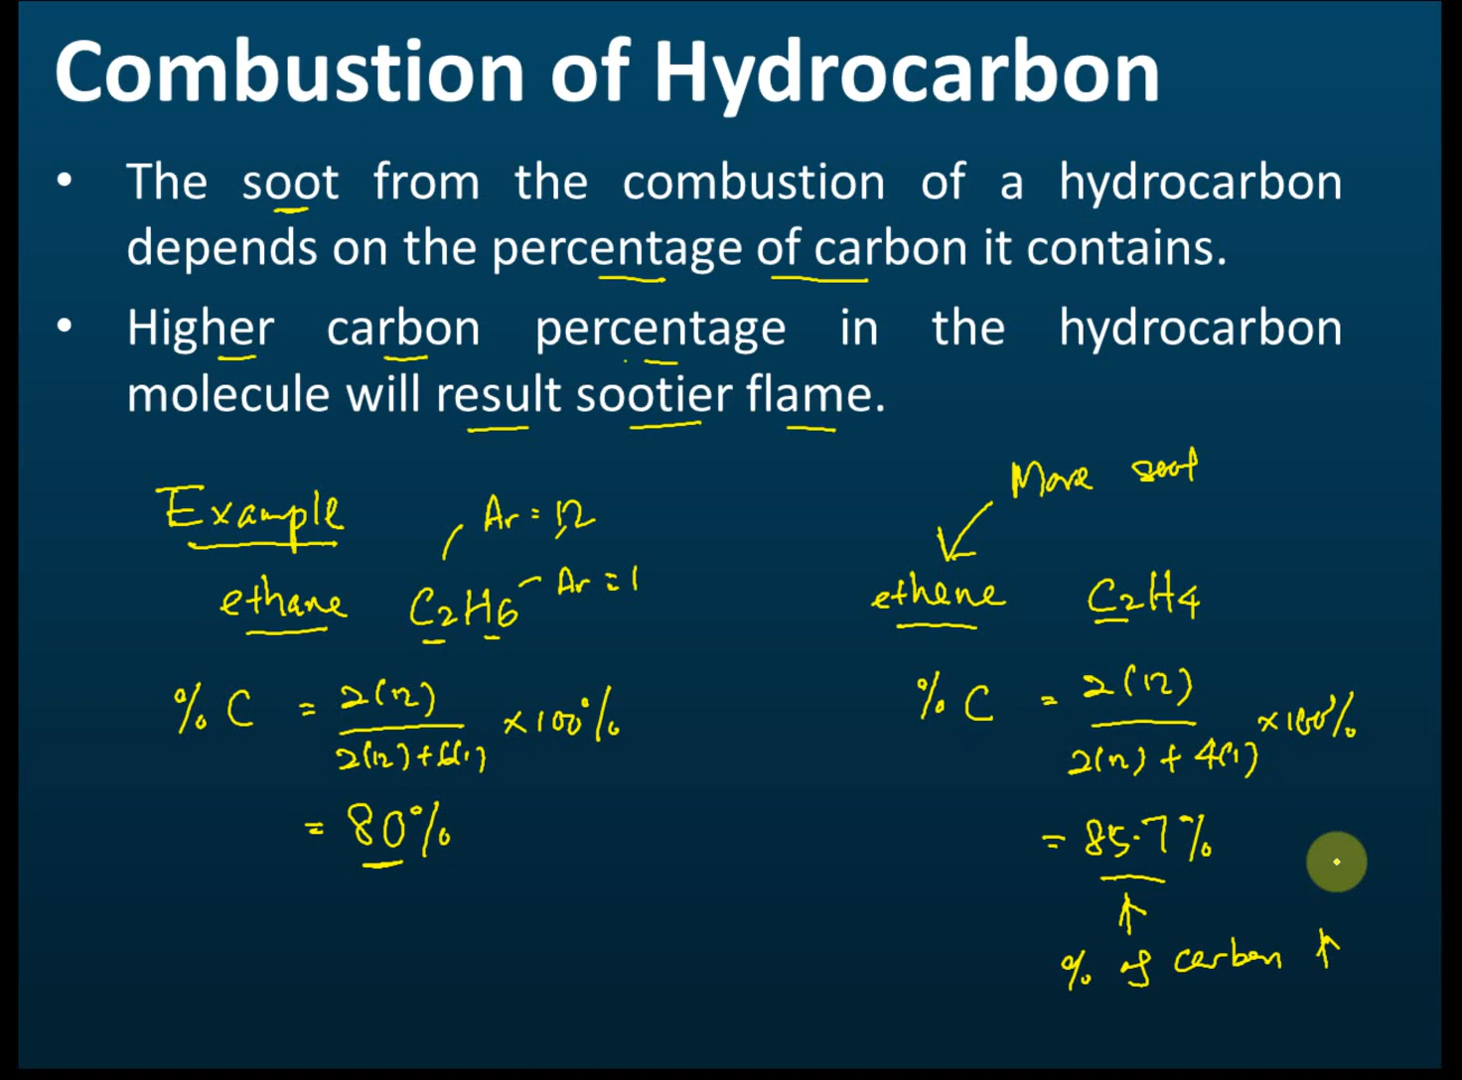 Combustion of Hydrocarbon
• The soot from the combustion of a hydrocarbon
depends on the percentage of carbon it contains.
• Higher carbon percentage in the hydrocarbon
molecule will result sootier flame.
More soot
Example
Ar = 12
ethane C2H6 Ar = 1
ethene C2H4
% C = 2(12) / 2(12) + 6(1) × 100%
= 80%
% C = 2(12) / 2(12) + 4(1) × 100%
= 85.7%
↑
% of carbon ↑